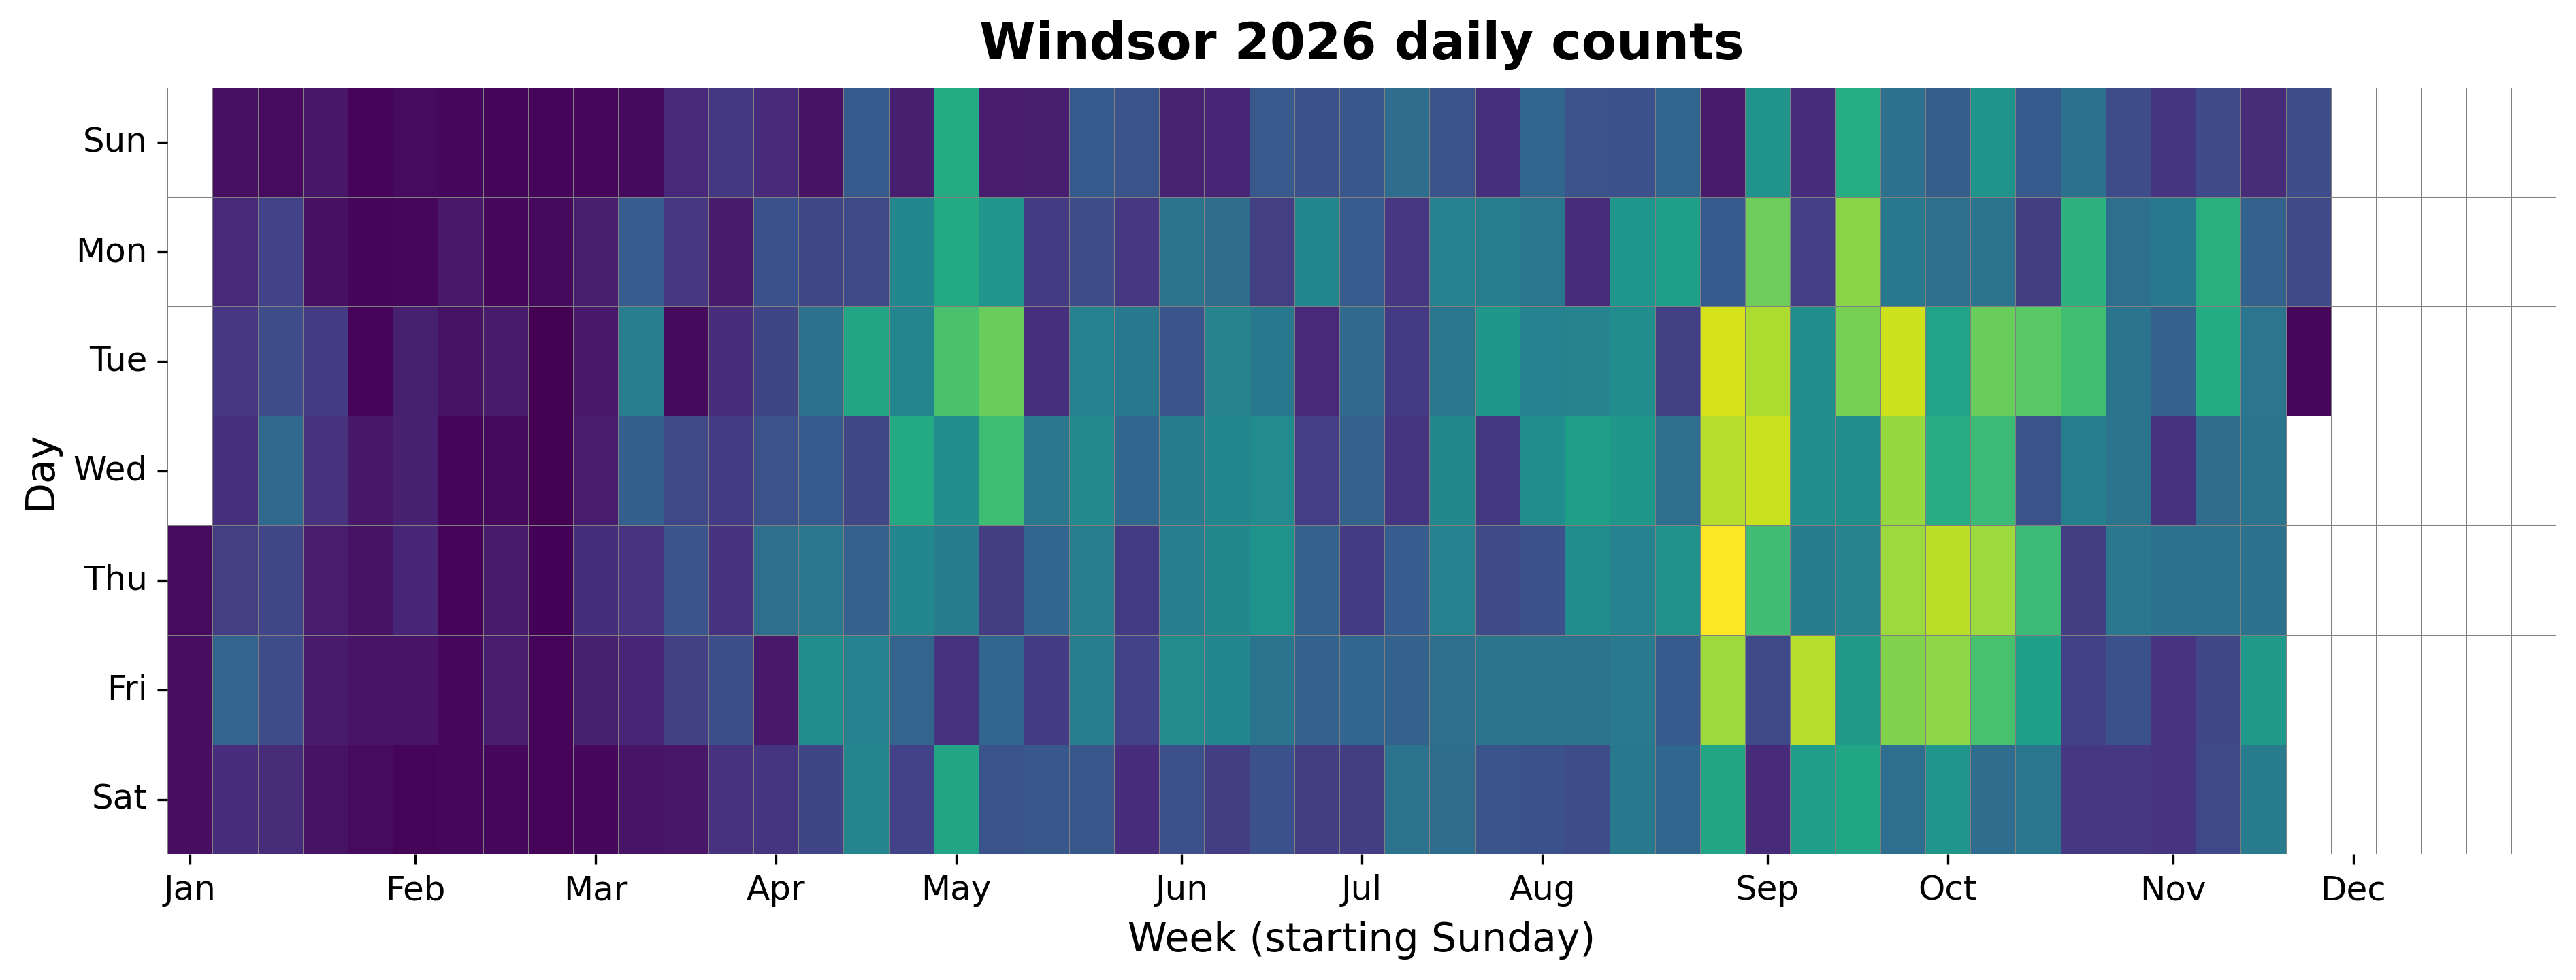 Windsor 2026 daily counts
Day
Sun
Mon
Tue
Wed
Thu
Fri
Sat
Jan Feb Mar Apr May Jun Jul Aug Sep Oct Nov Dec
Week (starting Sunday)